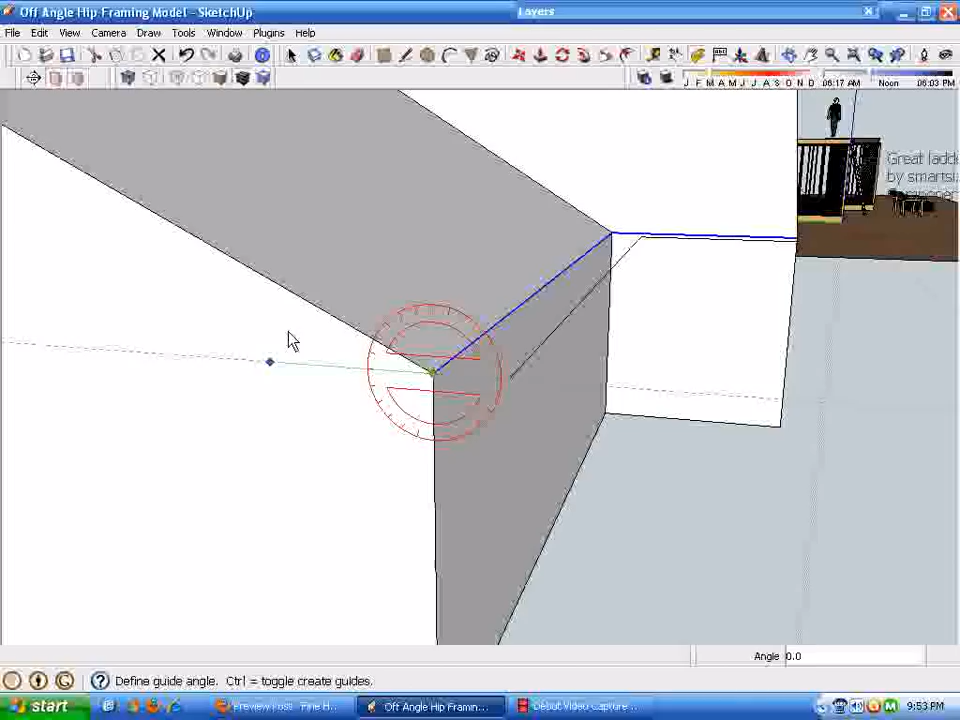 Off Angle Hip Framing Model - SketchUp
Layers
File Edit View Camera Draw Tools Window Plugins Help
J F M A M J J A S O N D 06:17 AM Noon 06:03 PM
Great ladd
by smartsi
Angle 0.0
Define guide angle. Ctrl = toggle create guides.
start
Off Angle Hip Framin...
Debut Video Capture ...
9:53 PM